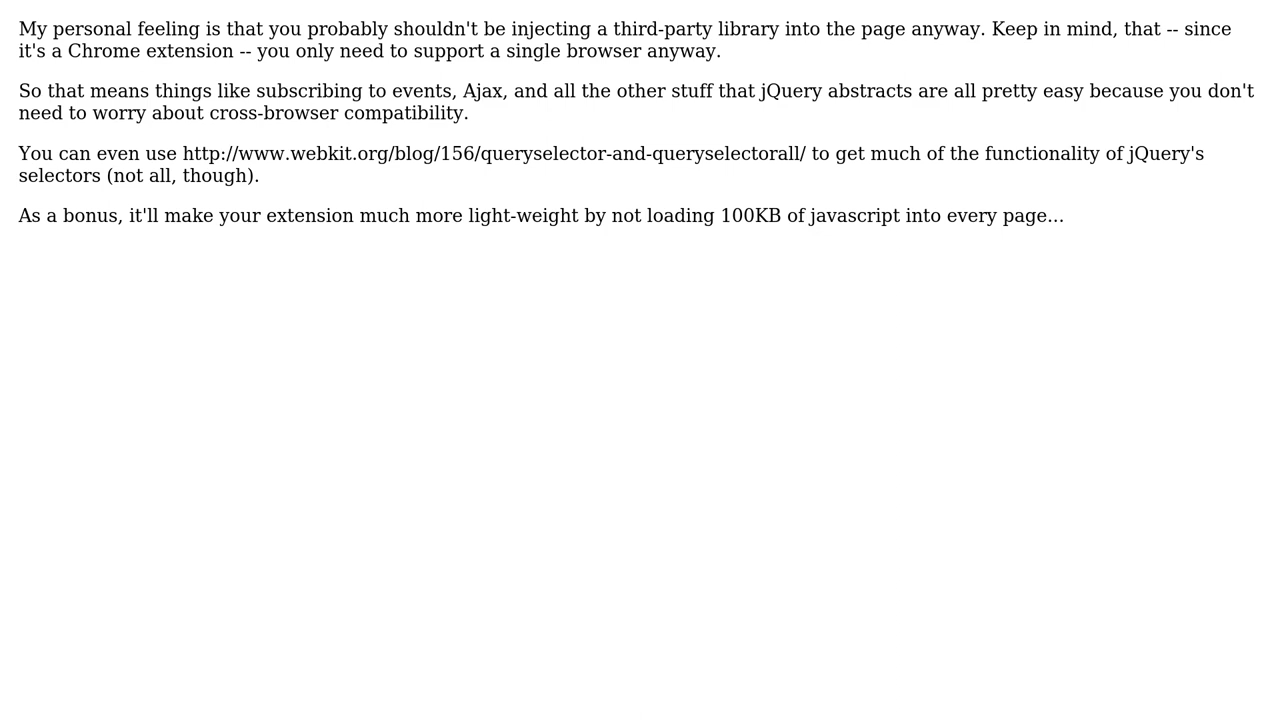 My personal feeling is that you probably shouldn't be injecting a third-party library into the page anyway. Keep in mind, that -- since
it's a Chrome extension -- you only need to support a single browser anyway.
So that means things like subscribing to events, Ajax, and all the other stuff that jQuery abstracts are all pretty easy because you don't
need to worry about cross-browser compatibility.
You can even use http://www.webkit.org/blog/156/queryselector-and-queryselectorall/ to get much of the functionality of jQuery's
selectors (not all, though).
As a bonus, it'll make your extension much more light-weight by not loading 100KB of javascript into every page...